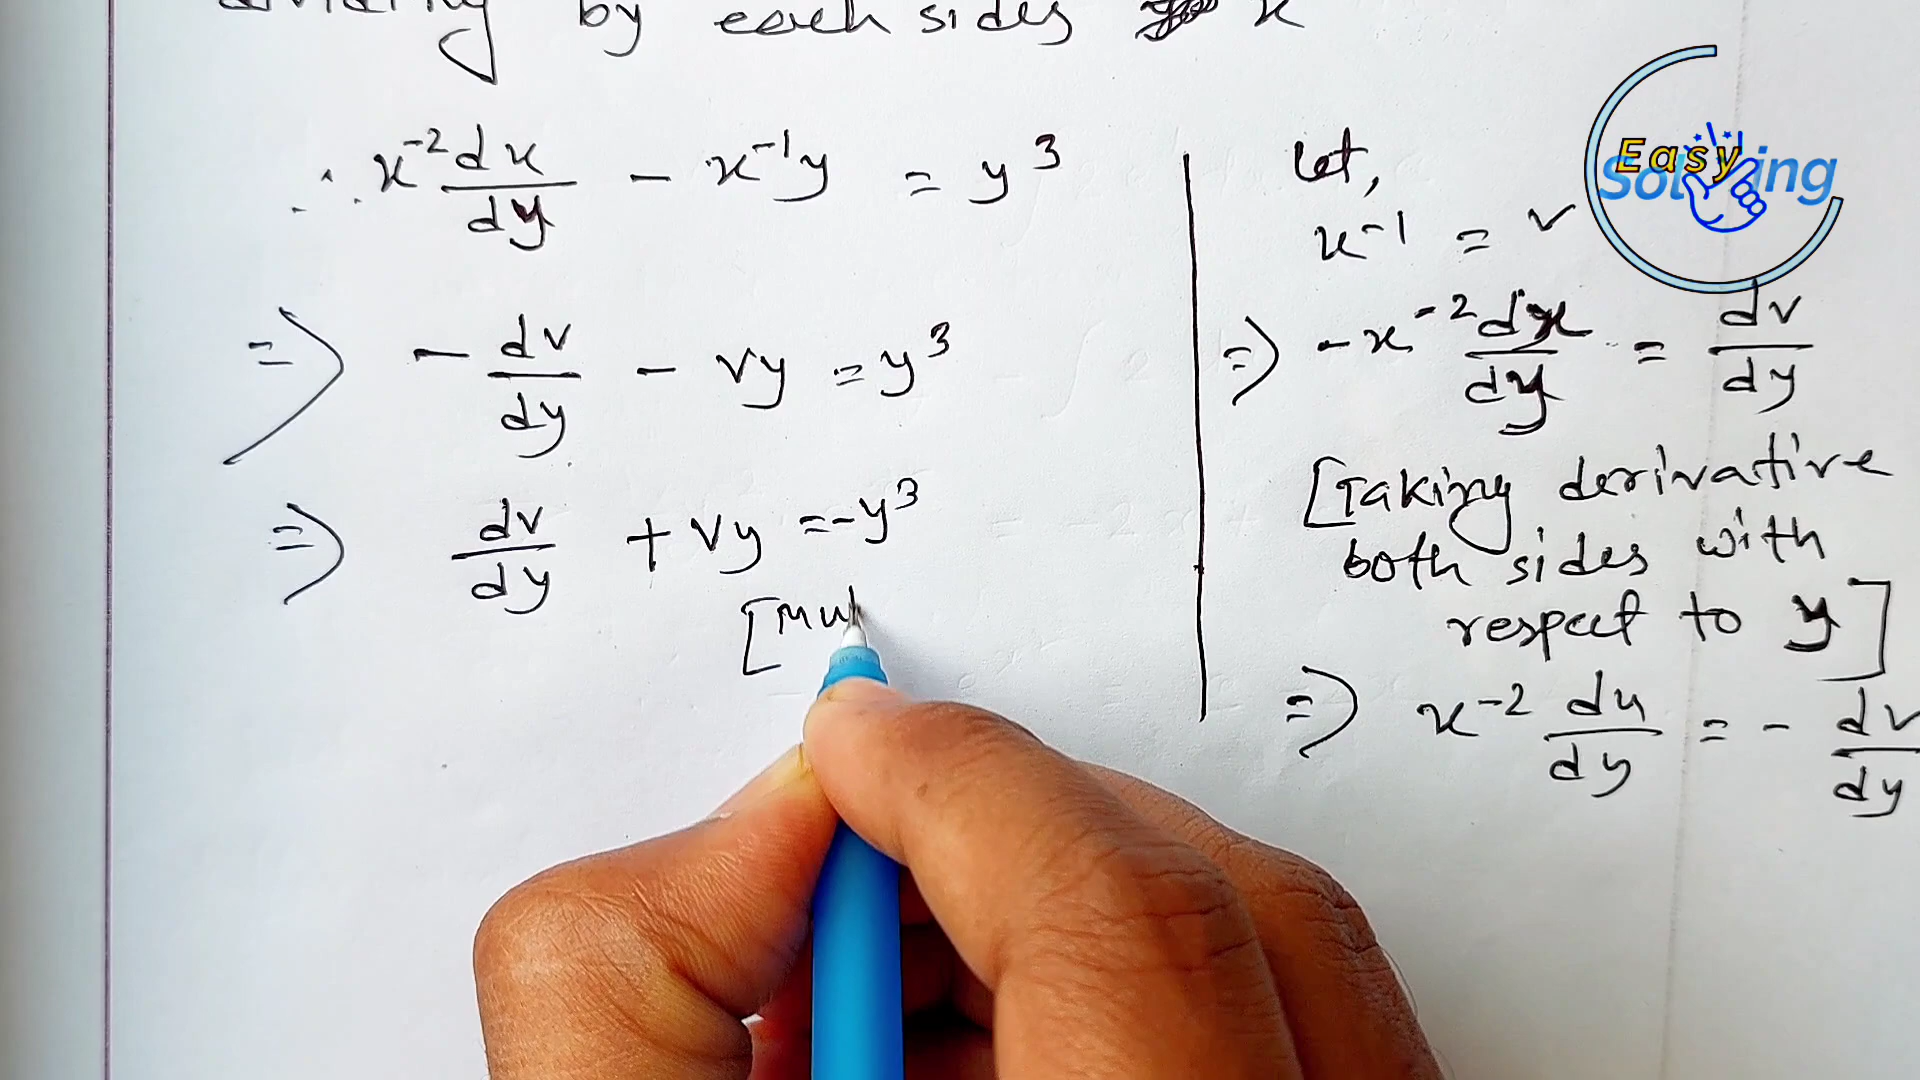 dividing by each sides x
∴ x⁻² dx/dy - x⁻¹y = y³
=> - dv/dy - vy = y³
=> dv/dy + vy = -y³
[Mul
Let,
x⁻¹ = v
=> -x⁻² dx/dy = dv/dy
[Taking derivative
both sides with
respect to y]
=> x⁻² dx/dy = - dv/dy
Easy
Solving